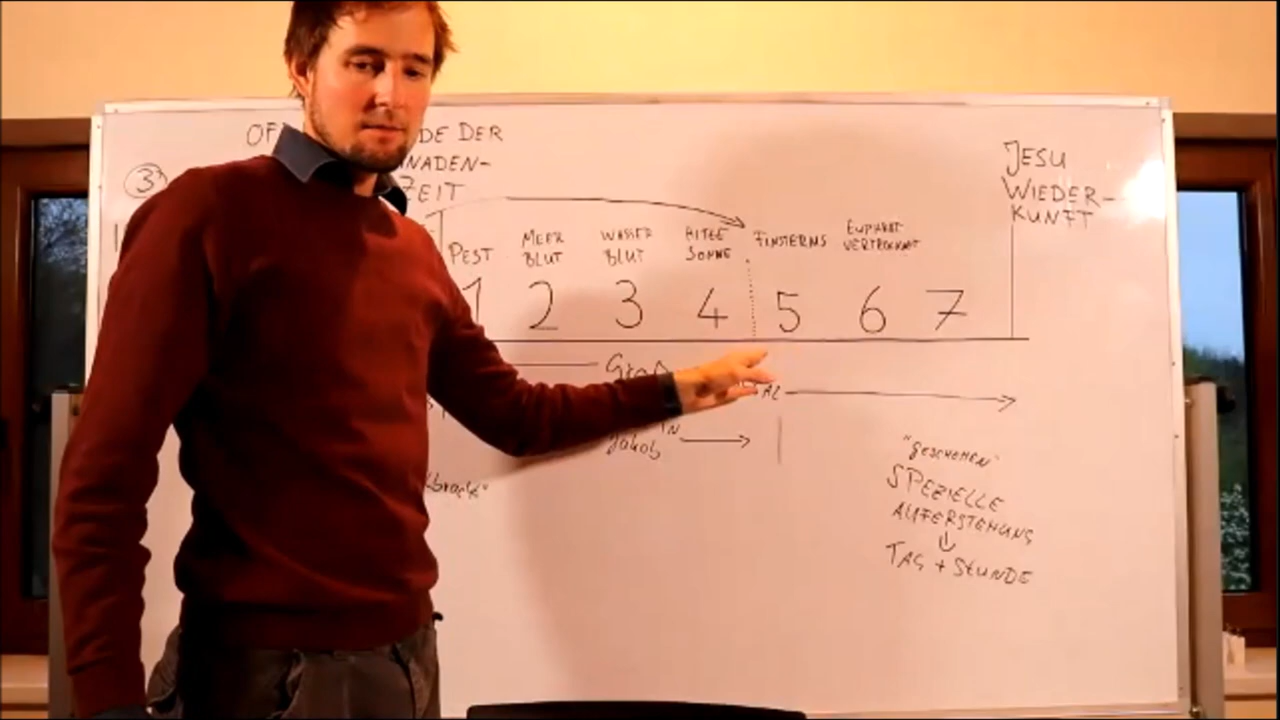 OF DE DER
NADEN-
ZEIT
JESU
WIEDER-
KUNFT
3
PEST
MEER
BLUT
WASSER
BLUT
HITZE
SONNE
FINSTERNIS
EUPHRAT
VERTROCKNET
1 2 3 4 5 6 7
Jakob
"GESCHEHEN"
SPEZIELLE
AUFERSTEHUNG
TAG + STUNDE